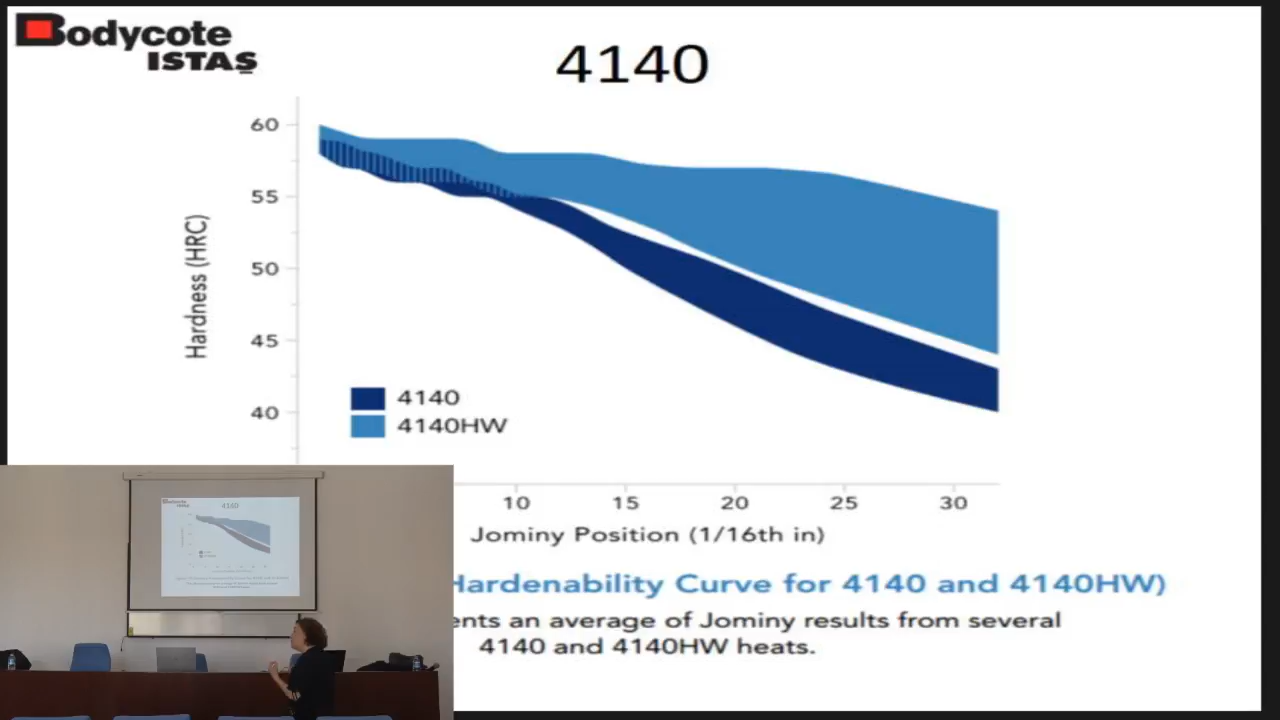 Bodycote
ISTAŞ
4140
60
55
50
45
40
Hardness (HRC)
4140
4140HW
10 15 20 25 30
Jominy Position (1/16th in)
Hardenability Curve for 4140 and 4140HW)
an average of Jominy results from several
4140 and 4140HW heats.
4140